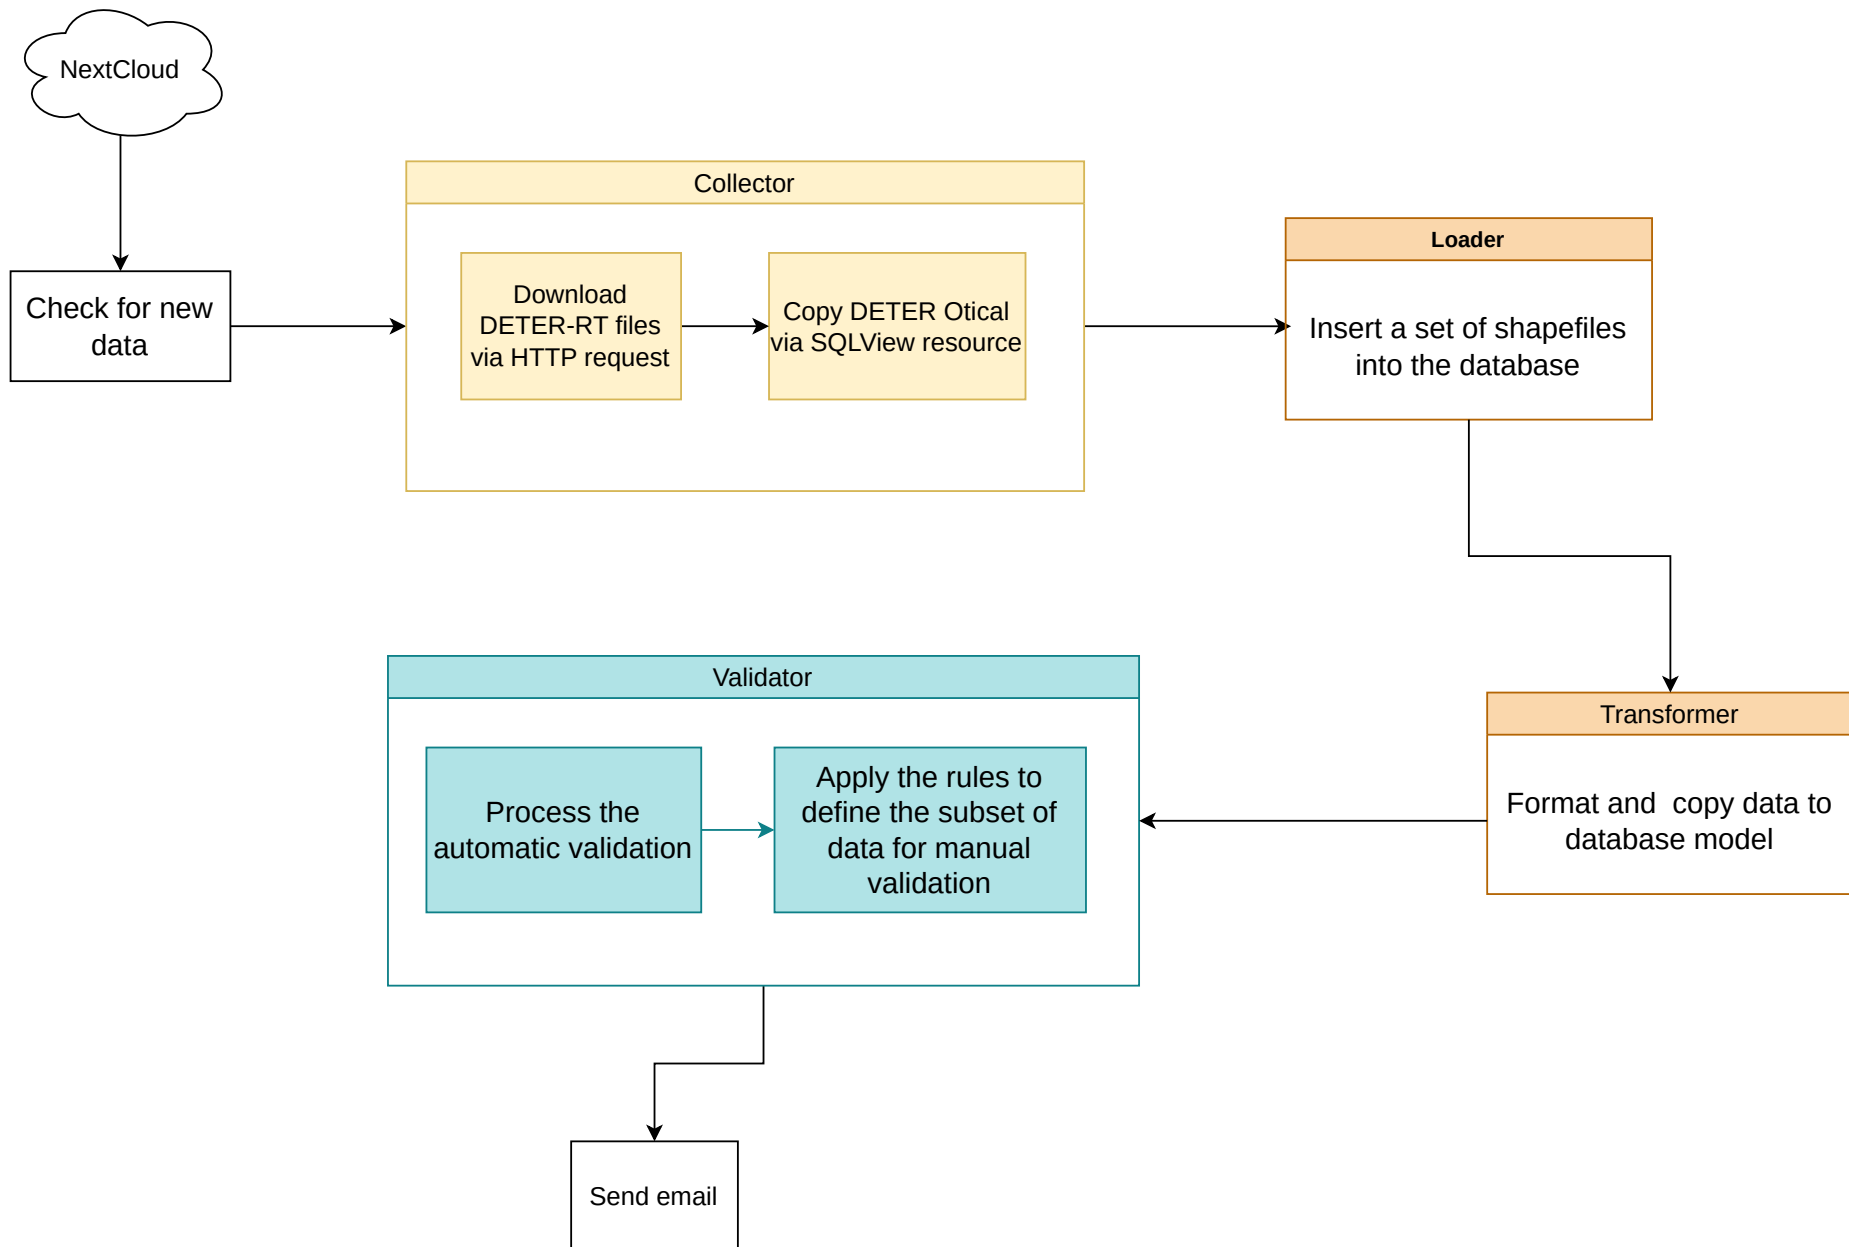 NextCloud
Check for new
data
Collector
Download
DETER-RT files
via HTTP request
Copy DETER Otical
via SQLView resource
Loader
Insert a set of shapefiles
into the database
Transformer
Format and  copy data to
database model
Validator
Process the
automatic validation
Apply the rules to
define the subset of
data for manual
validation
Send email